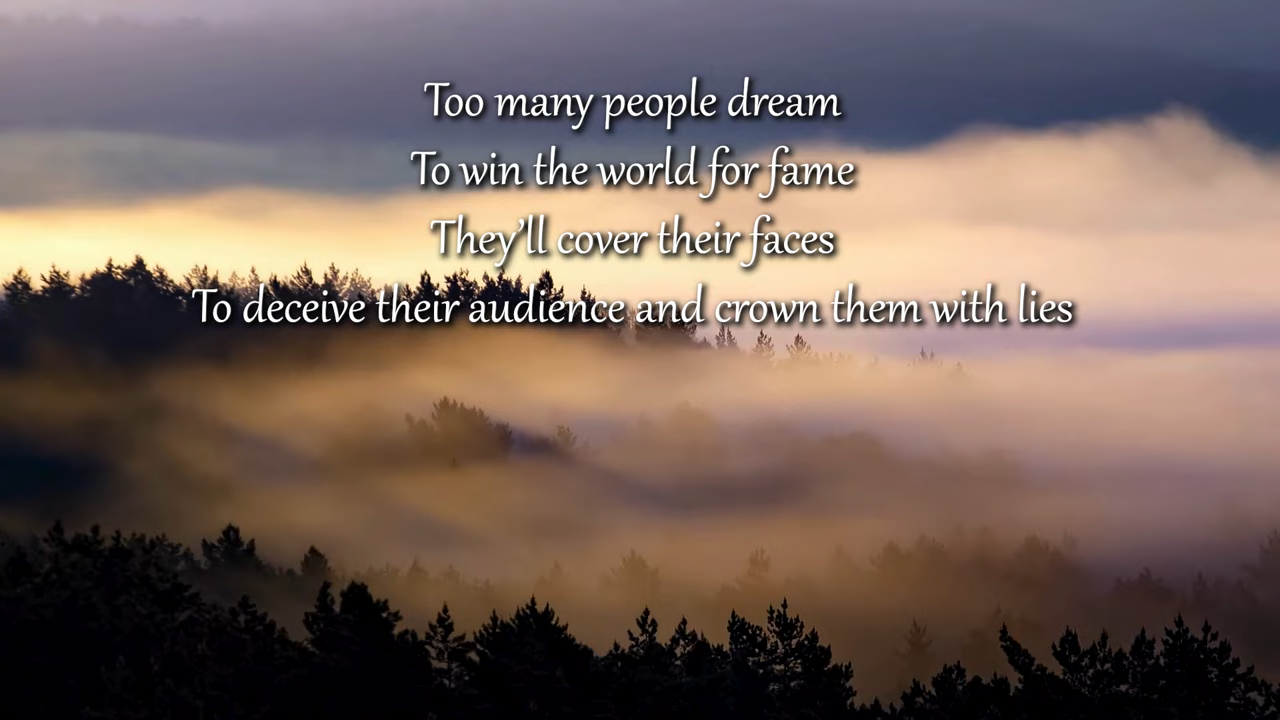 Too many people dream
To win the world for fame
They'll cover their faces
To deceive their audience and crown them with lies